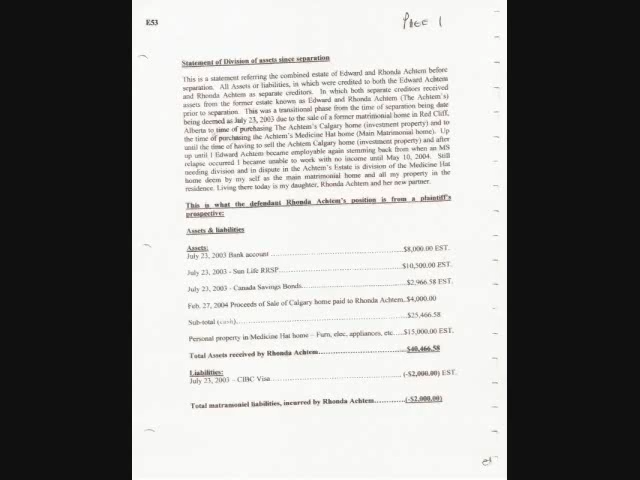 E53
PAGE 1
Statement of Division of assets since separation
This is a statement referring the combined estate of Edward and Rhonda Achtem before
separation. All Assets or liabilities, in which were credited to both the Edward Achtem
and Rhonda Achtem as separate creditors. In which both separate creditors received
assets from the former estate known as Edward and Rhonda Achtem (The Achtem's)
prior to separation. This was a transitional phase from the time of separation being date
being deemed as July 23, 2003 due to the sale of a former matrimonial home in Red Cliff,
Alberta to time of purchasing The Achtem's Calgary home (investment property) and to
the time of purchasing the Achtem's Medicine Hat home (Main Matrimonial home). Up
until the time of having to sell the Achtem Calgary home (investment property) and after
up until I Edward Achtem became employable again stemming back from when an MS
relapse occurred I became unable to work with no income until May 10, 2004. Still
needing division and in dispute in the Achtem's Estate is division of the Medicine Hat
home deem by my self as the main matrimonial home and all my property in the
residence. Living there today is my daughter, Rhonda Achtem and her new partner.
This is what the defendant Rhonda Achtem's position is from a plaintiff's
prospective:
Assets & liabilities
Assets:
July 23, 2003 Bank account ........ $8,000.00 EST.
July 23, 2003 - Sun Life RRSP........ $10,500.00 EST.
July 23, 2003 - Canada Savings Bonds........ $2,966.58 EST.
Feb. 27, 2004 Proceeds of Sale of Calgary home paid to Rhonda Achtem. $4,000.00
Sub-total (cash)........ $25,466.58
Personal property in Medicine Hat home – Furn, elec, appliances, etc.... $15,000.00 EST.
Total Assets received by Rhonda Achtem........ $40,466.58
Liabilities:
July 23, 2003 – CIBC Visa........ (-$2,000.00) EST.
Total matramoniel liabilities, incurred by Rhonda Achtem........ (-$2,000.00)